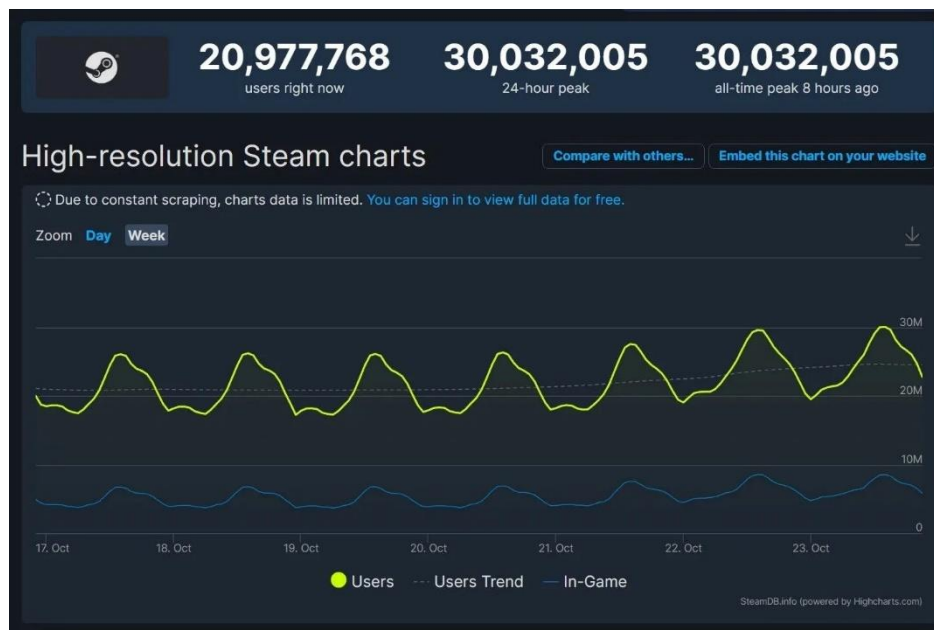 20,977,768
users right now
30,032,005
24-hour peak
30,032,005
all-time peak 8 hours ago
High-resolution Steam charts
Compare with others...
Embed this chart on your website
Due to constant scraping, charts data is limited. You can sign in to view full data for free.
Zoom Day Week
30M
20M
10M
0
17. Oct 18. Oct 19. Oct 20. Oct 21. Oct 22. Oct 23. Oct
Users Users Trend In-Game
SteamDB.info (powered by Highcharts.com)